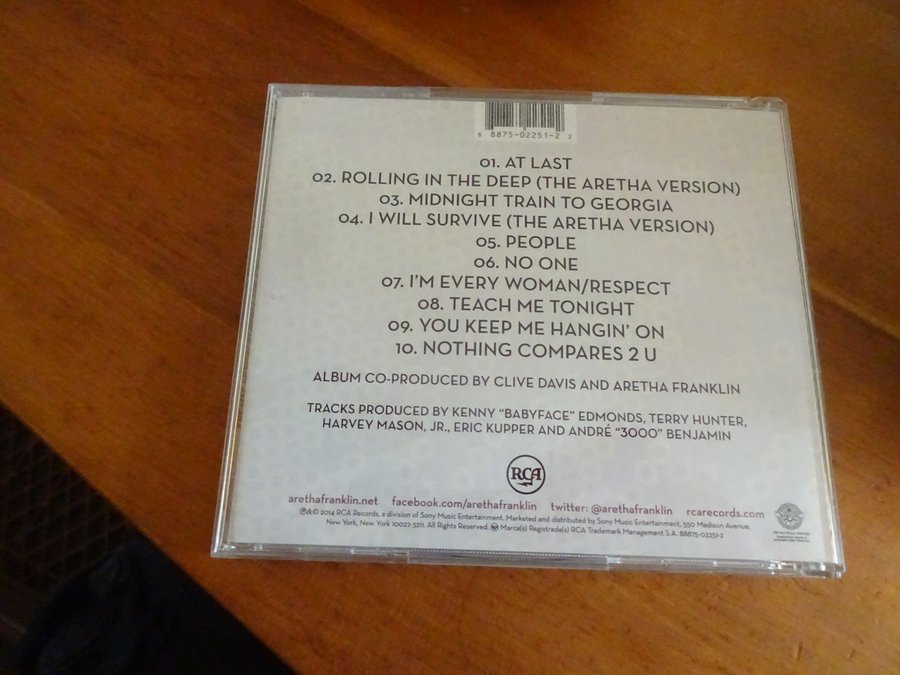 8 8875-02251-2 2
01. AT LAST
02. ROLLING IN THE DEEP (THE ARETHA VERSION)
03. MIDNIGHT TRAIN TO GEORGIA
04. I WILL SURVIVE (THE ARETHA VERSION)
05. PEOPLE
06. NO ONE
07. I'M EVERY WOMAN/RESPECT
08. TEACH ME TONIGHT
09. YOU KEEP ME HANGIN' ON
10. NOTHING COMPARES 2 U
ALBUM CO-PRODUCED BY CLIVE DAVIS AND ARETHA FRANKLIN
TRACKS PRODUCED BY KENNY "BABYFACE" EDMONDS, TERRY HUNTER,
HARVEY MASON, JR., ERIC KUPPER AND ANDRÉ "3000" BENJAMIN
RCA
arethafranklin.net facebook.com/arethafranklin twitter: @arethafranklin rcarecords.com
℗&© 2014 RCA Records, a division of Sony Music Entertainment. Marketed and distributed by Sony Music Entertainment, 550 Madison Avenue,
New York, New York 10022-3211. All Rights Reserved. Marca(s) Registrada(s) RCA Trademark Management S.A. 88875-02251-2